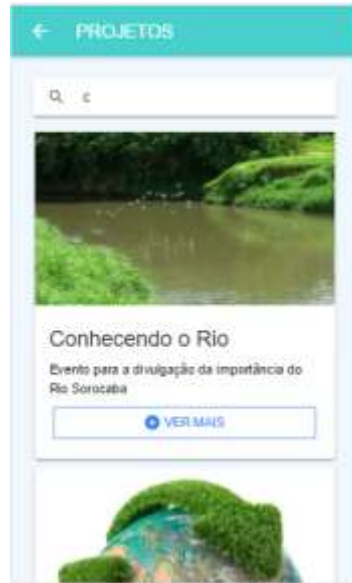 PROJETOS
c
Conhecendo o Rio
Evento para a divulgação da importância do
Rio Sorocaba
VER MAIS